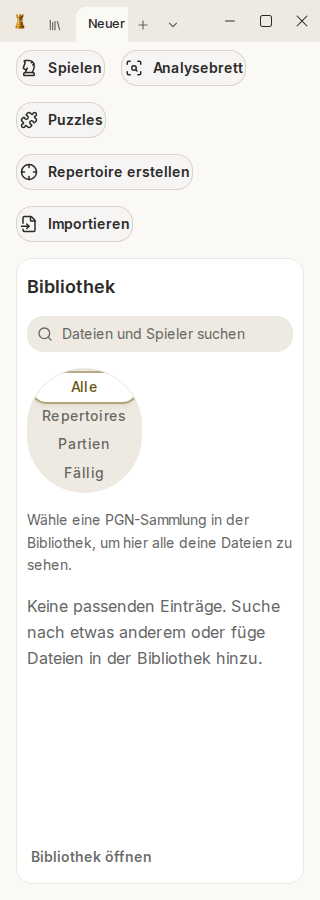 Neuer
Spielen
Analysebrett
Puzzles
Repertoire erstellen
Importieren
Bibliothek
Dateien und Spieler suchen
Alle
Repertoires
Partien
Fällig
Wähle eine PGN-Sammlung in der
Bibliothek, um hier alle deine Dateien zu
sehen.
Keine passenden Einträge. Suche
nach etwas anderem oder füge
Dateien in der Bibliothek hinzu.
Bibliothek öffnen